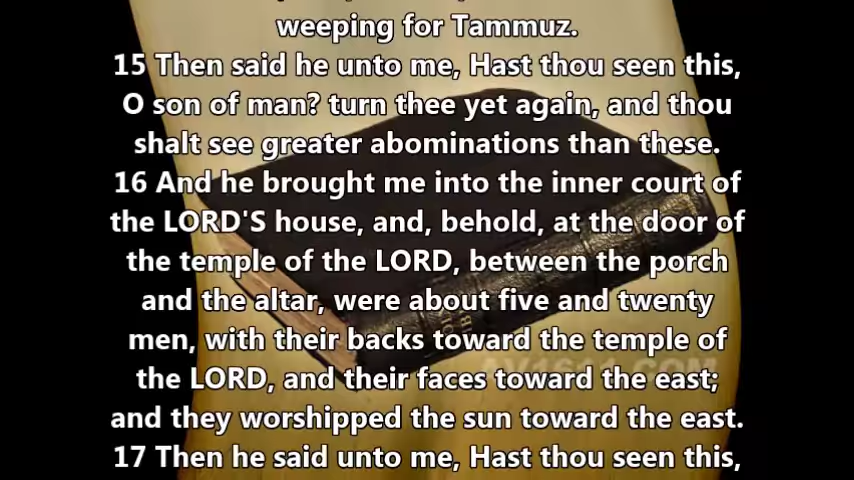 weeping for Tammuz.
15 Then said he unto me, Hast thou seen this,
O son of man? turn thee yet again, and thou
shalt see greater abominations than these.
16 And he brought me into the inner court of
the LORD'S house, and, behold, at the door of
the temple of the LORD, between the porch
and the altar, were about five and twenty
men, with their backs toward the temple of
the LORD, and their faces toward the east;
and they worshipped the sun toward the east.
17 Then he said unto me, Hast thou seen this,